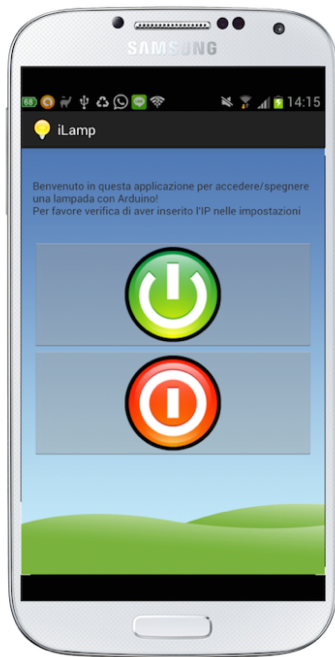 SAMSUNG
68
14:15
iLamp
Benvenuto in questa applicazione per accedere/spegnere
una lampada con Arduino!
Per favore verifica di aver inserito l'IP nelle impostazioni